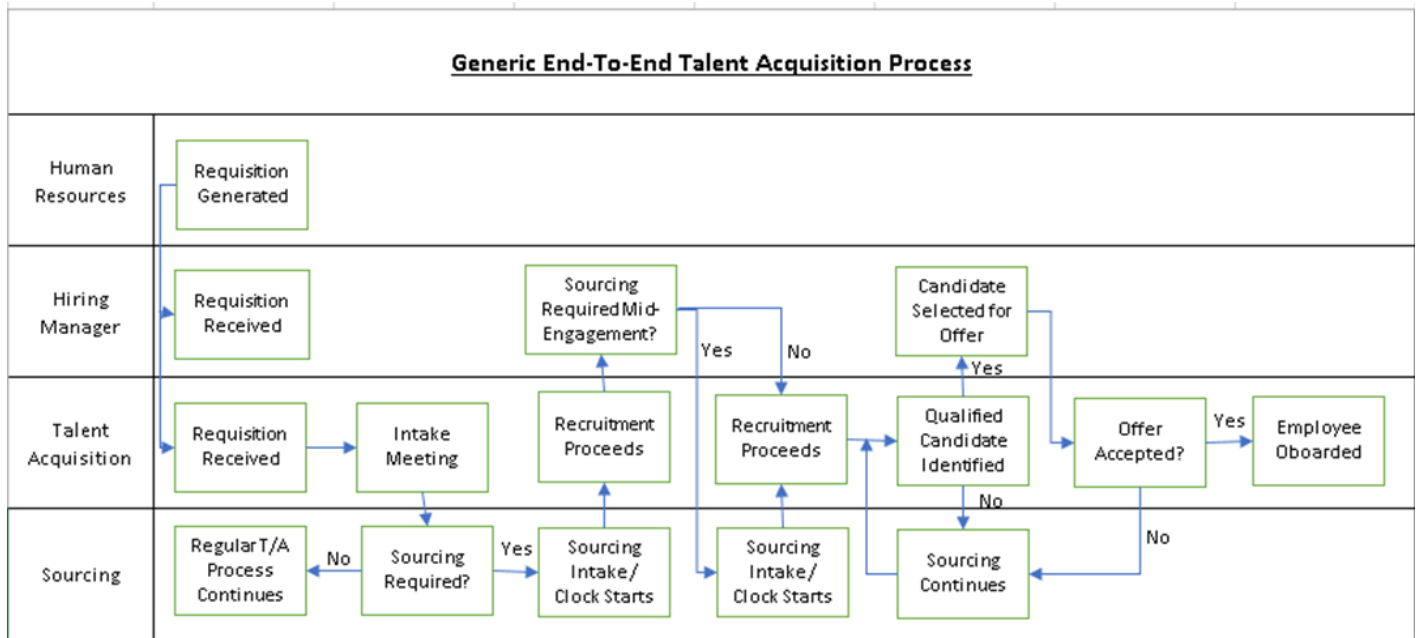 Generic End-To-End Talent Acquisition Process
Human
Resources
Requisition
Generated
Hiring
Manager
Requisition
Received
Sourcing
Required Mid-
Engagement?
Yes
No
Candidate
Selected for
Offer
Yes
Talent
Acquisition
Requisition
Received
Intake
Meeting
Recruitment
Proceeds
Recruitment
Proceeds
Qualified
Candidate
Identified
No
Offer
Accepted?
Yes
Employee
Oboarded
No
Sourcing
Regular T/A
Process
Continues
No
Sourcing
Required?
Yes
Sourcing
Intake/
Clock Starts
Sourcing
Intake/
Clock Starts
Sourcing
Continues